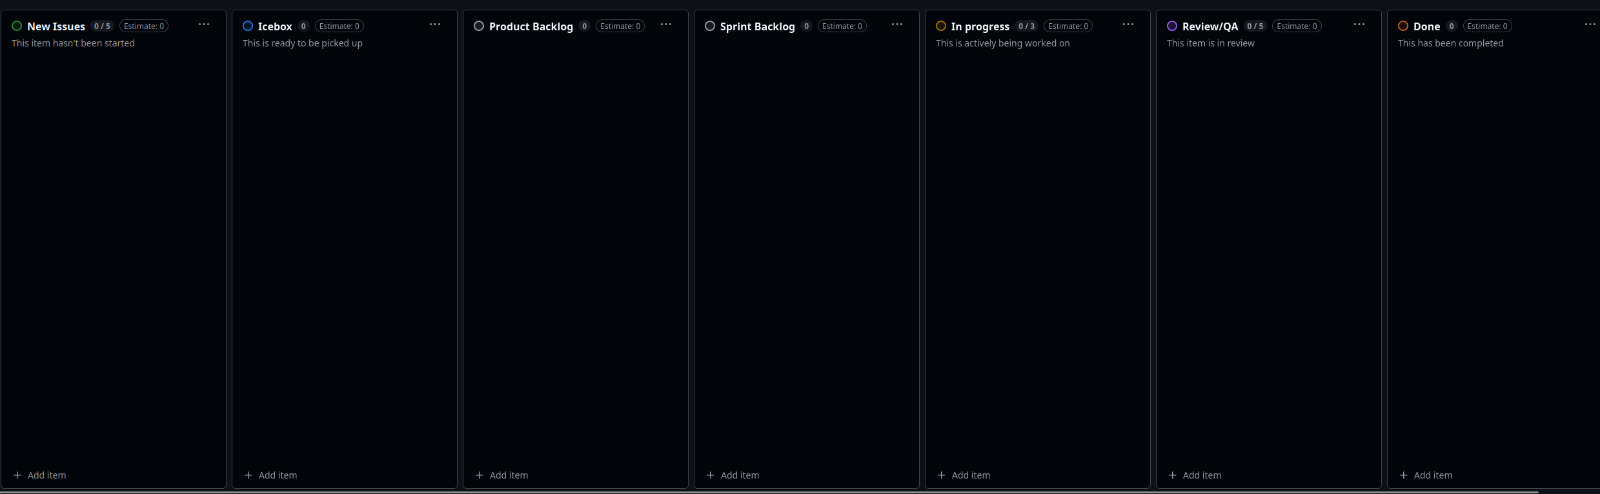 New Issues 0 / 5 Estimate: 0
This item hasn't been started
Add item
Icebox 0 Estimate: 0
This is ready to be picked up
Add item
Product Backlog 0 Estimate: 0
Add item
Sprint Backlog 0 Estimate: 0
Add item
In progress 0 / 3 Estimate: 0
This is actively being worked on
Add item
Review/QA 0 / 5 Estimate: 0
This item is in review
Add item
Done 0 Estimate: 0
This has been completed
Add item